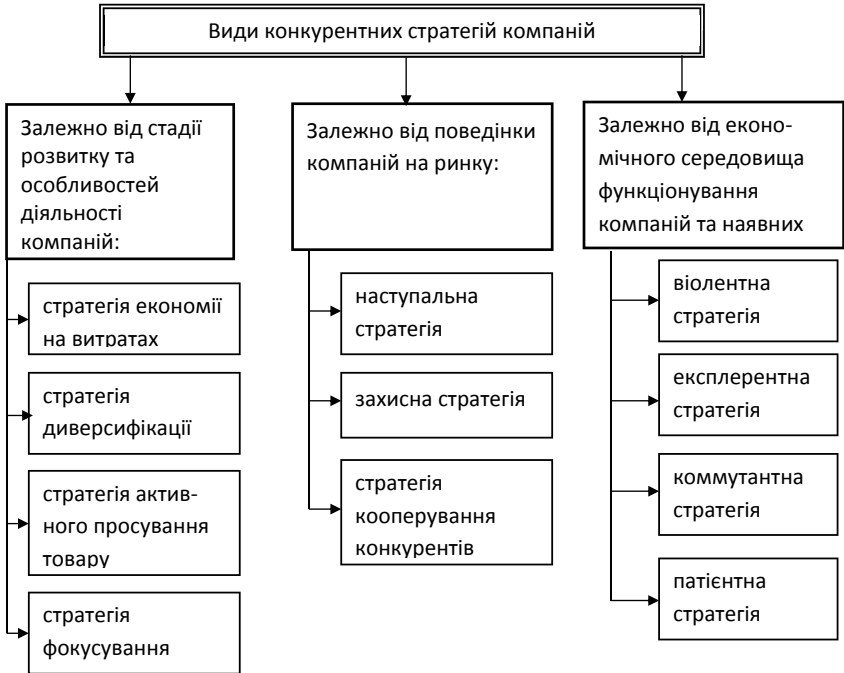 Види конкурентних стратегій компаній
Залежно від стадії
розвитку та
особливостей
діяльності
компаній:
стратегія економії
на витратах
стратегія
диверсифікації
стратегія актив-
ного просування
товару
стратегія
фокусування
Залежно від поведінки
компаній на ринку:
наступальна
стратегія
захисна стратегія
стратегія
кооперування
конкурентів
Залежно від еконо-
мічного середовища
функціонування
компаній та наявних
віолентна
стратегія
експлерентна
стратегія
коммутантна
стратегія
патієнтна
стратегія